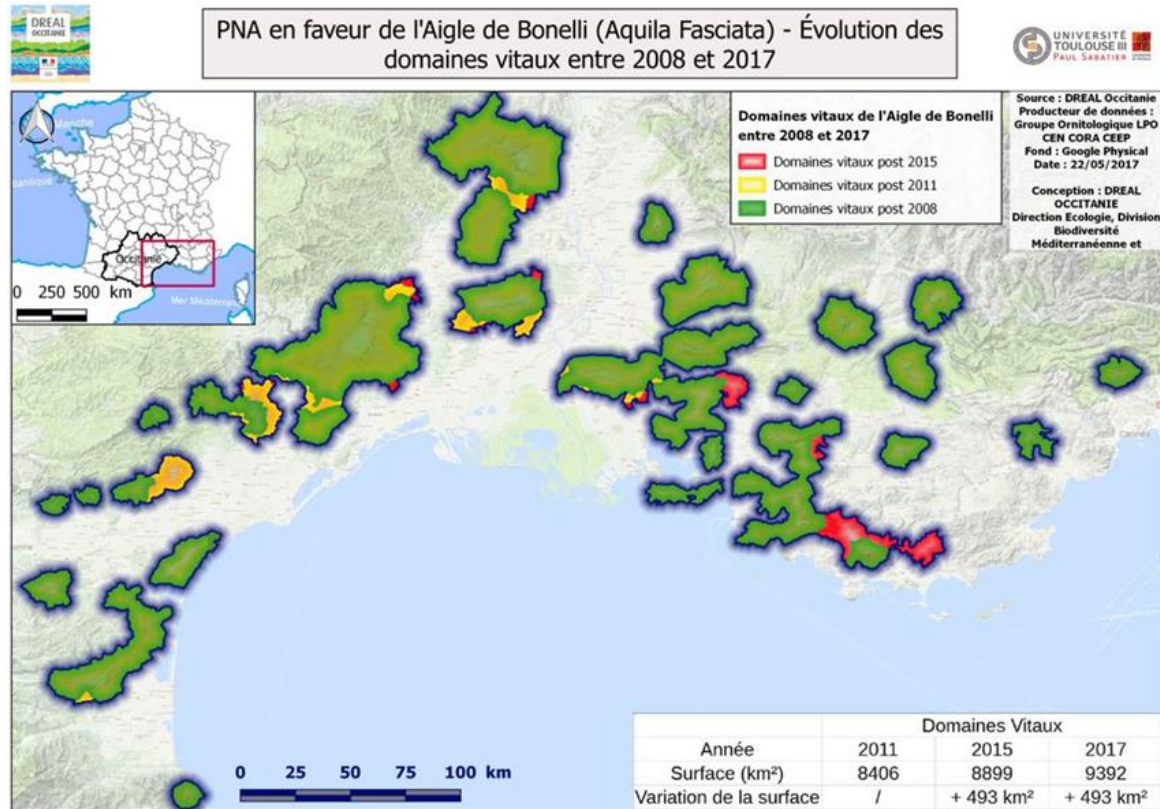 DREAL
OCCITANIE
PNA en faveur de l'Aigle de Bonelli (Aquila Fasciata) - Évolution des
domaines vitaux entre 2008 et 2017
UNIVERSITÉ
TOULOUSE III
PAUL SABATIER
Manche
Atlantique
Occitanie
0 250 500 km
Mer Méditerran
Domaines vitaux de l'Aigle de Bonelli
entre 2008 et 2017
Domaines vitaux post 2015
Domaines vitaux post 2011
Domaines vitaux post 2008
Source : DREAL Occitanie
Producteur de données :
Groupe Ornitologique LPO
CEN CORA CEEP
Fond : Google Physical
Date : 22/05/2017
Conception : DREAL
OCCITANIE
Direction Ecologie, Division
Biodiversité
Méditerranéenne et
Cannes
0 25 50 75 100 km
Domaines Vitaux
Année 2011 2015 2017
Surface (km²) 8406 8899 9392
Variation de la surface / + 493 km² + 493 km²